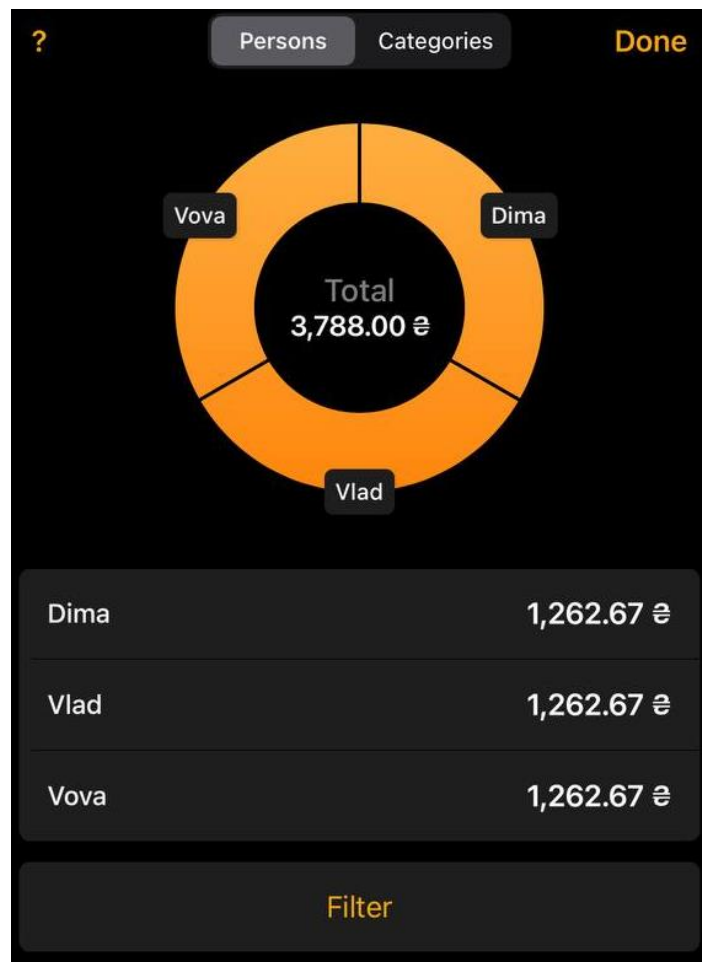 ? Persons Categories Done
Vova
Dima
Total
3,788.00 ₴
Vlad
Dima 1,262.67 ₴
Vlad 1,262.67 ₴
Vova 1,262.67 ₴
Filter